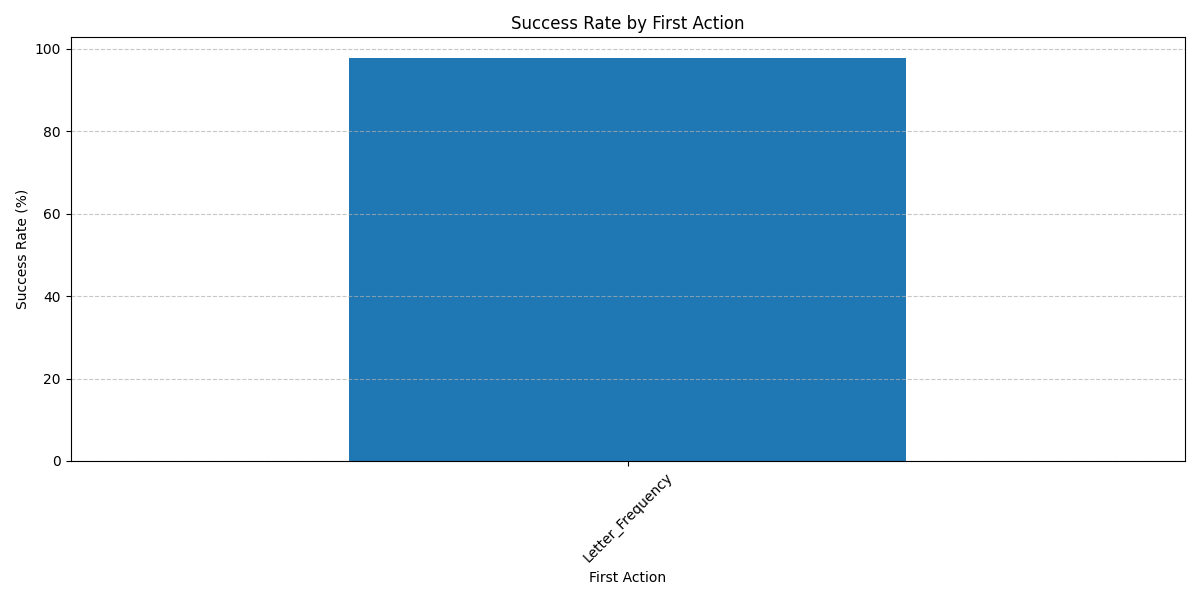 Success Rate by First Action
Success Rate (%)
100
80
60
40
20
0
Letter_Frequency
First Action